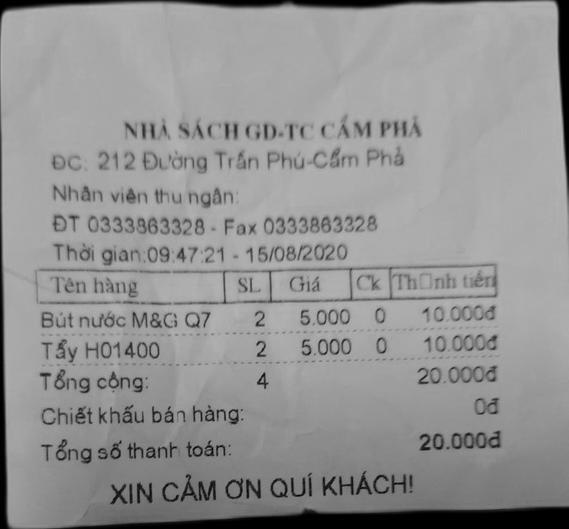 NHÀ SÁCH GD-TC CẨM PHẢ
ĐC: 212 Đường Trần Phú-Cẩm Phả
Nhân viên thu ngân:
ĐT 0333863328 - Fax 0333863328
Thời gian:09:47:21 - 15/08/2020
Tên hàng SL Giá Ck Th□nh tiền
Bút nước M&G Q7 2 5.000 0 10.000đ
Tẩy H01400 2 5.000 0 10.000đ
Tổng cộng: 4 20.000đ
Chiết khấu bán hàng: 0đ
Tổng số thanh toán: 20.000đ
XIN CẢM ƠN QUÍ KHÁCH!